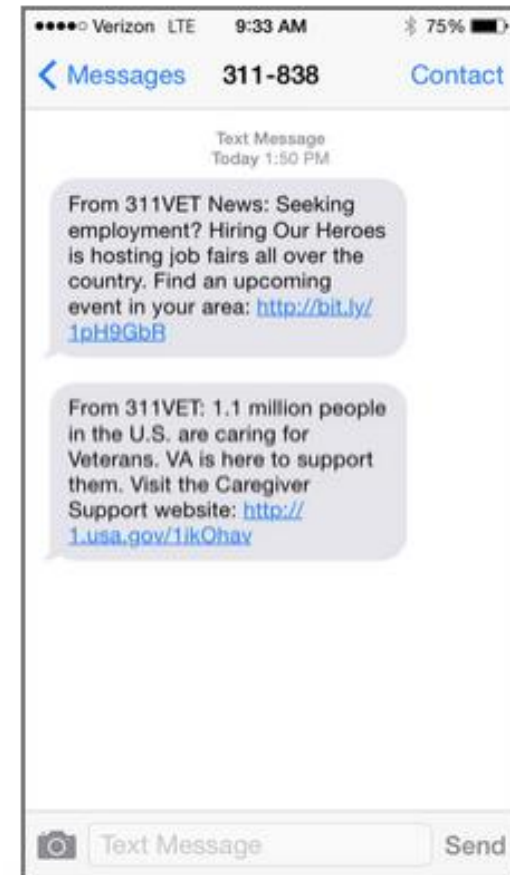 Verizon LTE 9:33 AM 75%
Messages 311-838 Contact
Text Message
Today 1:50 PM
From 311VET News: Seeking
employment? Hiring Our Heroes
is hosting job fairs all over the
country. Find an upcoming
event in your area: http://bit.ly/
1pH9GbR
From 311VET: 1.1 million people
in the U.S. are caring for
Veterans. VA is here to support
them. Visit the Caregiver
Support website: http://
1.usa.gov/1jkOhav
Text Message Send